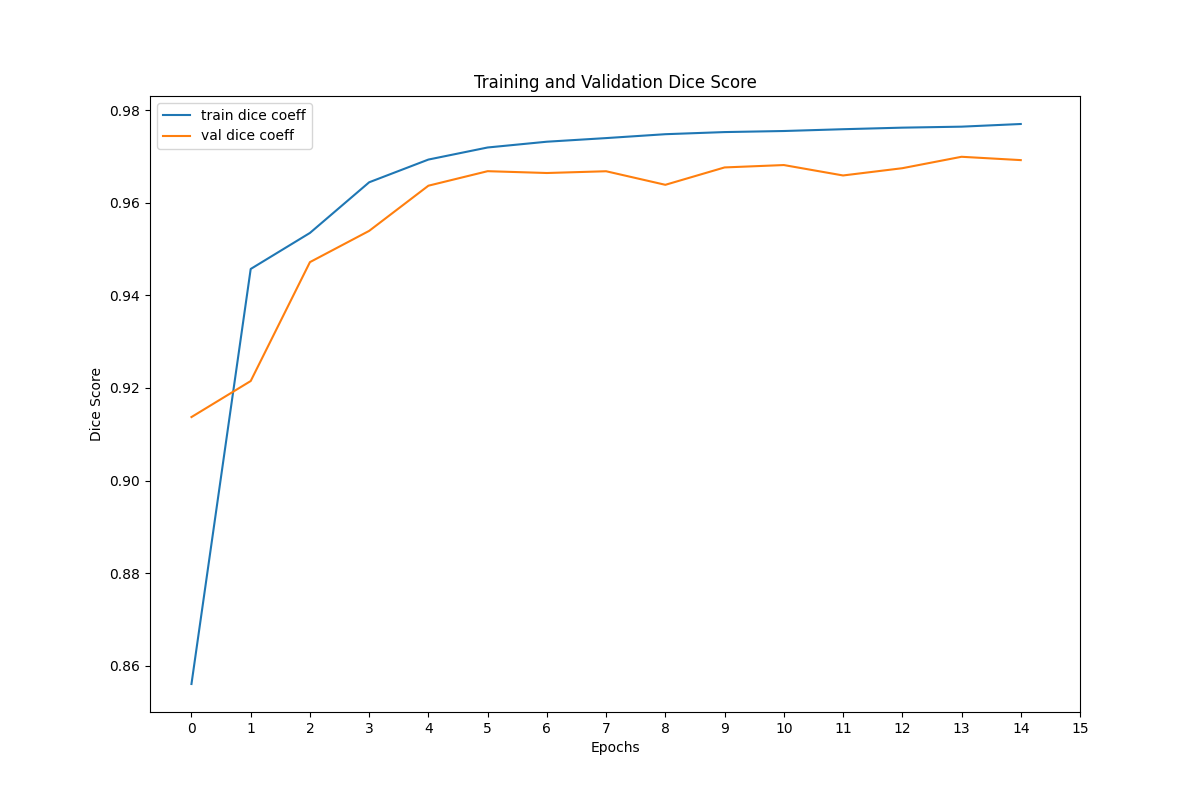 Training and Validation Dice Score
train dice coeff
val dice coeff
0.98
0.96
0.94
0.92
0.90
0.88
0.86
Dice Score
0 1 2 3 4 5 6 7 8 9 10 11 12 13 14 15
Epochs